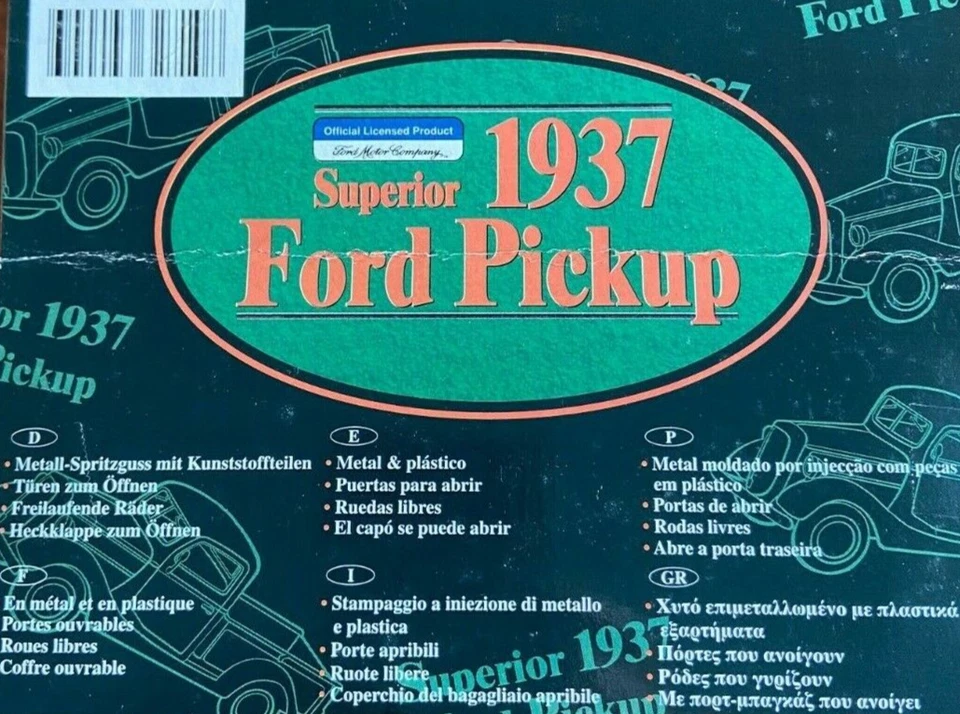 Ford Pic
1937
Official Licensed Product
Ford Motor Company™
Superior 1937
Ford Pickup
or 1937
Pickup
D
• Metall-Spritzguss mit Kunststoffteilen
• Türen zum Öffnen
• Freilaufende Räder
• Heckklappe zum Öffnen
E
• Metal & plástico
• Puertas para abrir
• Ruedas libres
• El capó se puede abrir
P
• Metal moldado por injecção com peças
em plástico
• Portas de abrir
• Rodas livres
• Abre a porta traseira
F
En métal et en plastique
Portes ouvrables
Roues libres
Coffre ouvrable
I
• Stampaggio a iniezione di metallo
e plastica
• Porte apribili
• Ruote libere
• Coperchio del bagagliaio apribile
GR
• Χυτό επιμεταλλωμένο με πλαστικά
εξαρτήματα
• Πόρτες που ανοίγουν
• Ρόδες που γυρίζουν
• Με πορτ-μπαγκάζ που ανοίγει
Superior 1937
Ford Pickup